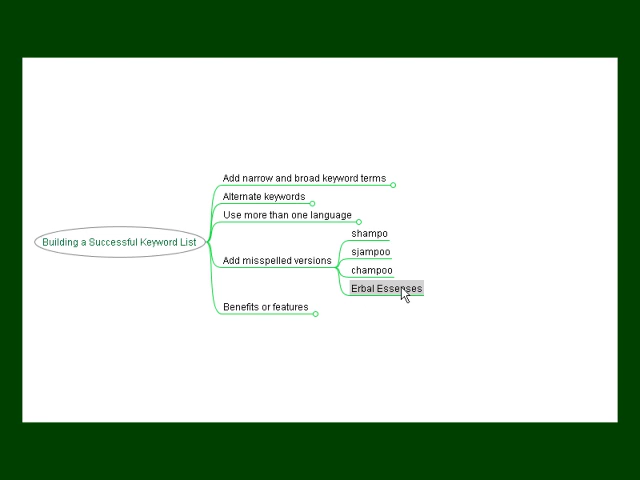 Building a Successful Keyword List
Add narrow and broad keyword terms
Alternate keywords
Use more than one language
Add misspelled versions
shampo
sjampoo
champoo
Erbal Essenses
Benefits or features